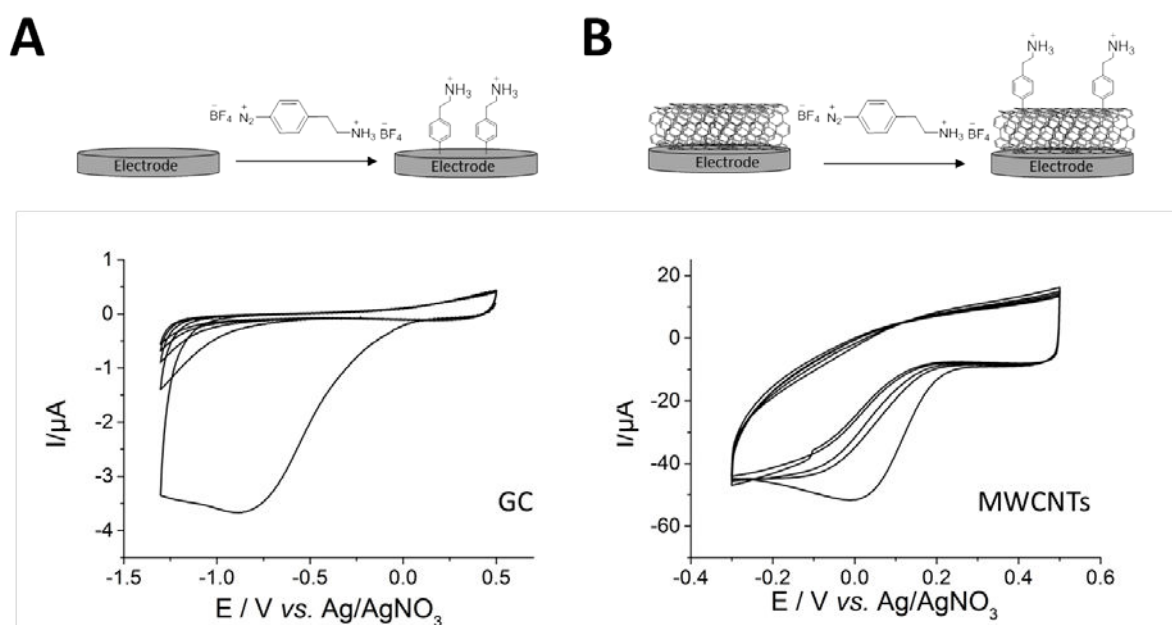 A
B
NH3+
NH3+
NH3+
NH3+
BF4- N2+ NH3+ BF4-
BF4- N2+ NH3+ BF4-
Electrode
Electrode
Electrode
Electrode
1
0
-1
-2
-3
-4
I/µA
GC
-1.5
-1.0
-0.5
0.0
0.5
E / V vs. Ag/AgNO3
20
0
-20
-40
-60
I/µA
MWCNTs
-0.4
-0.2
0.0
0.2
0.4
0.6
E / V vs. Ag/AgNO3